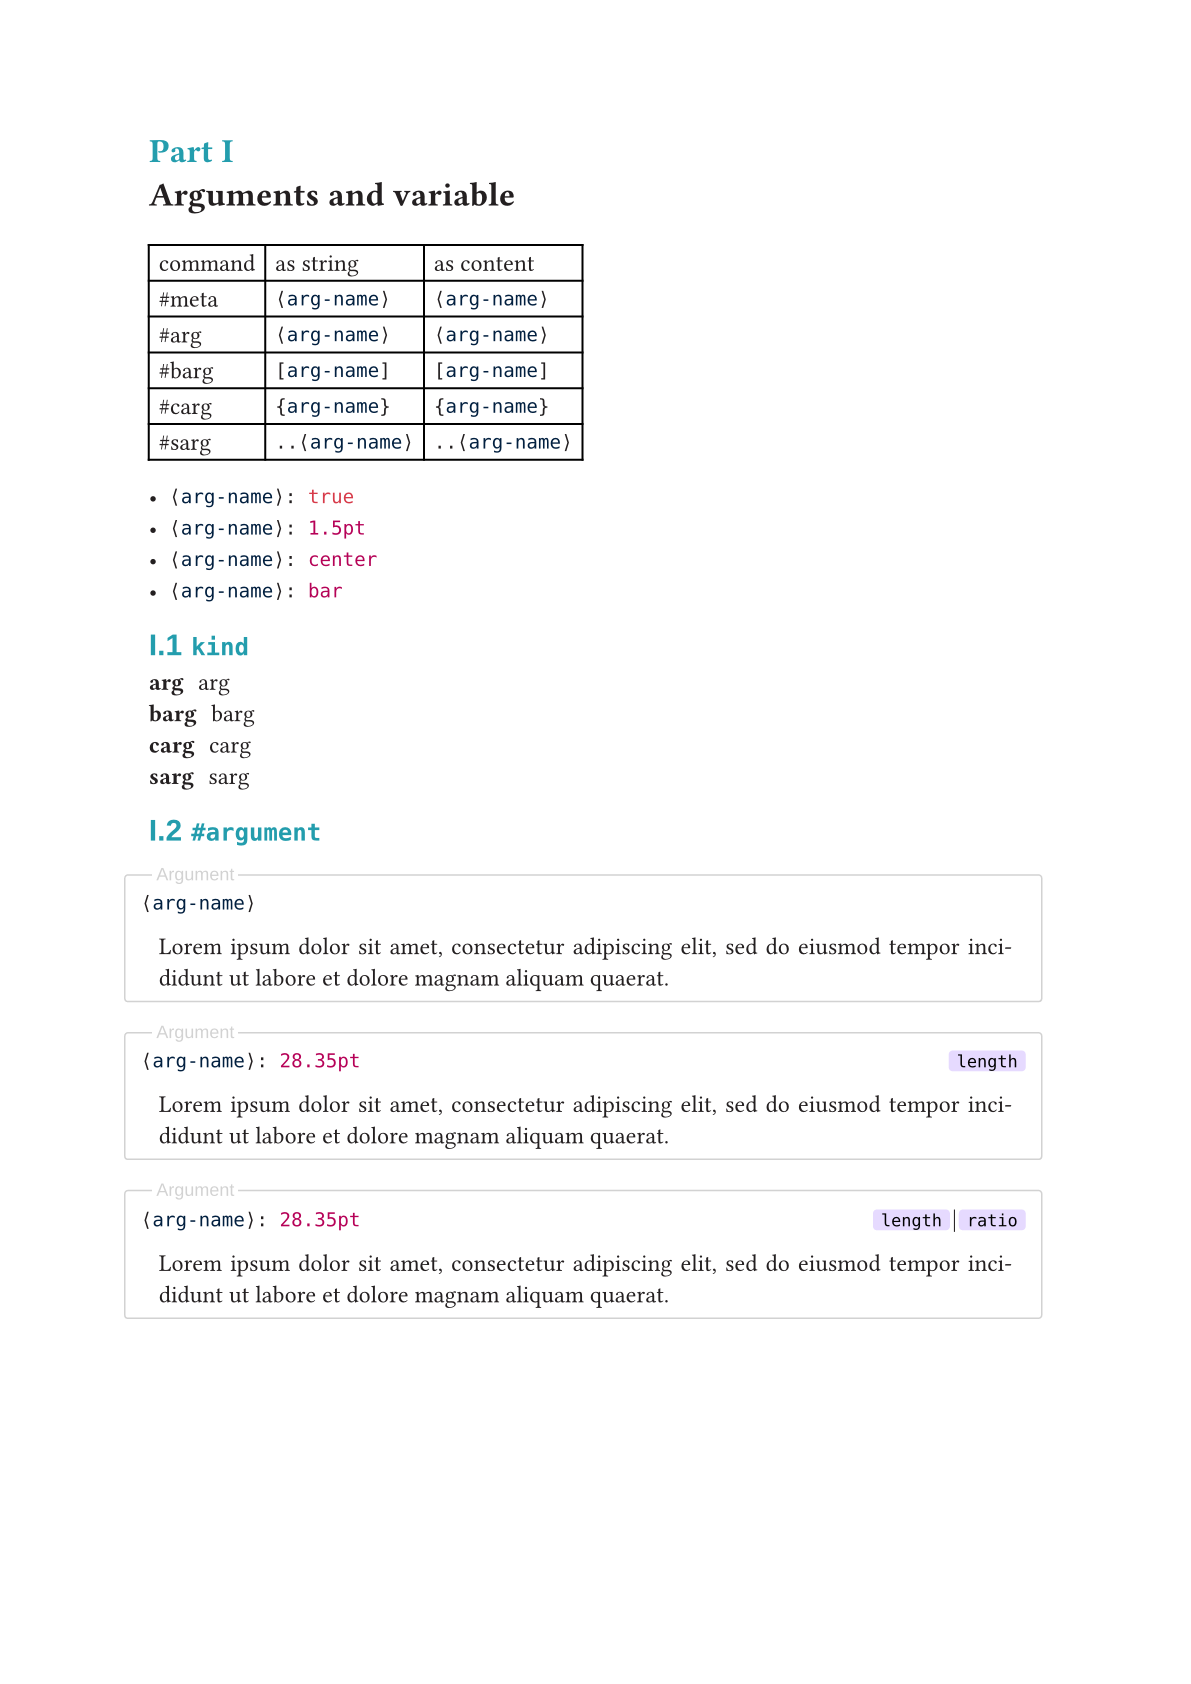 Part I
Arguments and variable
command as string as content
#meta ⟨arg-name⟩ ⟨arg-name⟩
#arg ⟨arg-name⟩ ⟨arg-name⟩
#barg [arg-name] [arg-name]
#carg {arg-name} {arg-name}
#sarg ..⟨arg-name⟩ ..⟨arg-name⟩
• ⟨arg-name⟩: true
• ⟨arg-name⟩: 1.5pt
• ⟨arg-name⟩: center
• ⟨arg-name⟩: bar
I.1 kind
arg arg
barg barg
carg carg
sarg sarg
I.2 #argument
Argument
⟨arg-name⟩
Lorem ipsum dolor sit amet, consectetur adipiscing elit, sed do eiusmod tempor inci-
didunt ut labore et dolore magnam aliquam quaerat.
Argument
⟨arg-name⟩: 28.35pt length
Lorem ipsum dolor sit amet, consectetur adipiscing elit, sed do eiusmod tempor inci-
didunt ut labore et dolore magnam aliquam quaerat.
Argument
⟨arg-name⟩: 28.35pt length | ratio
Lorem ipsum dolor sit amet, consectetur adipiscing elit, sed do eiusmod tempor inci-
didunt ut labore et dolore magnam aliquam quaerat.